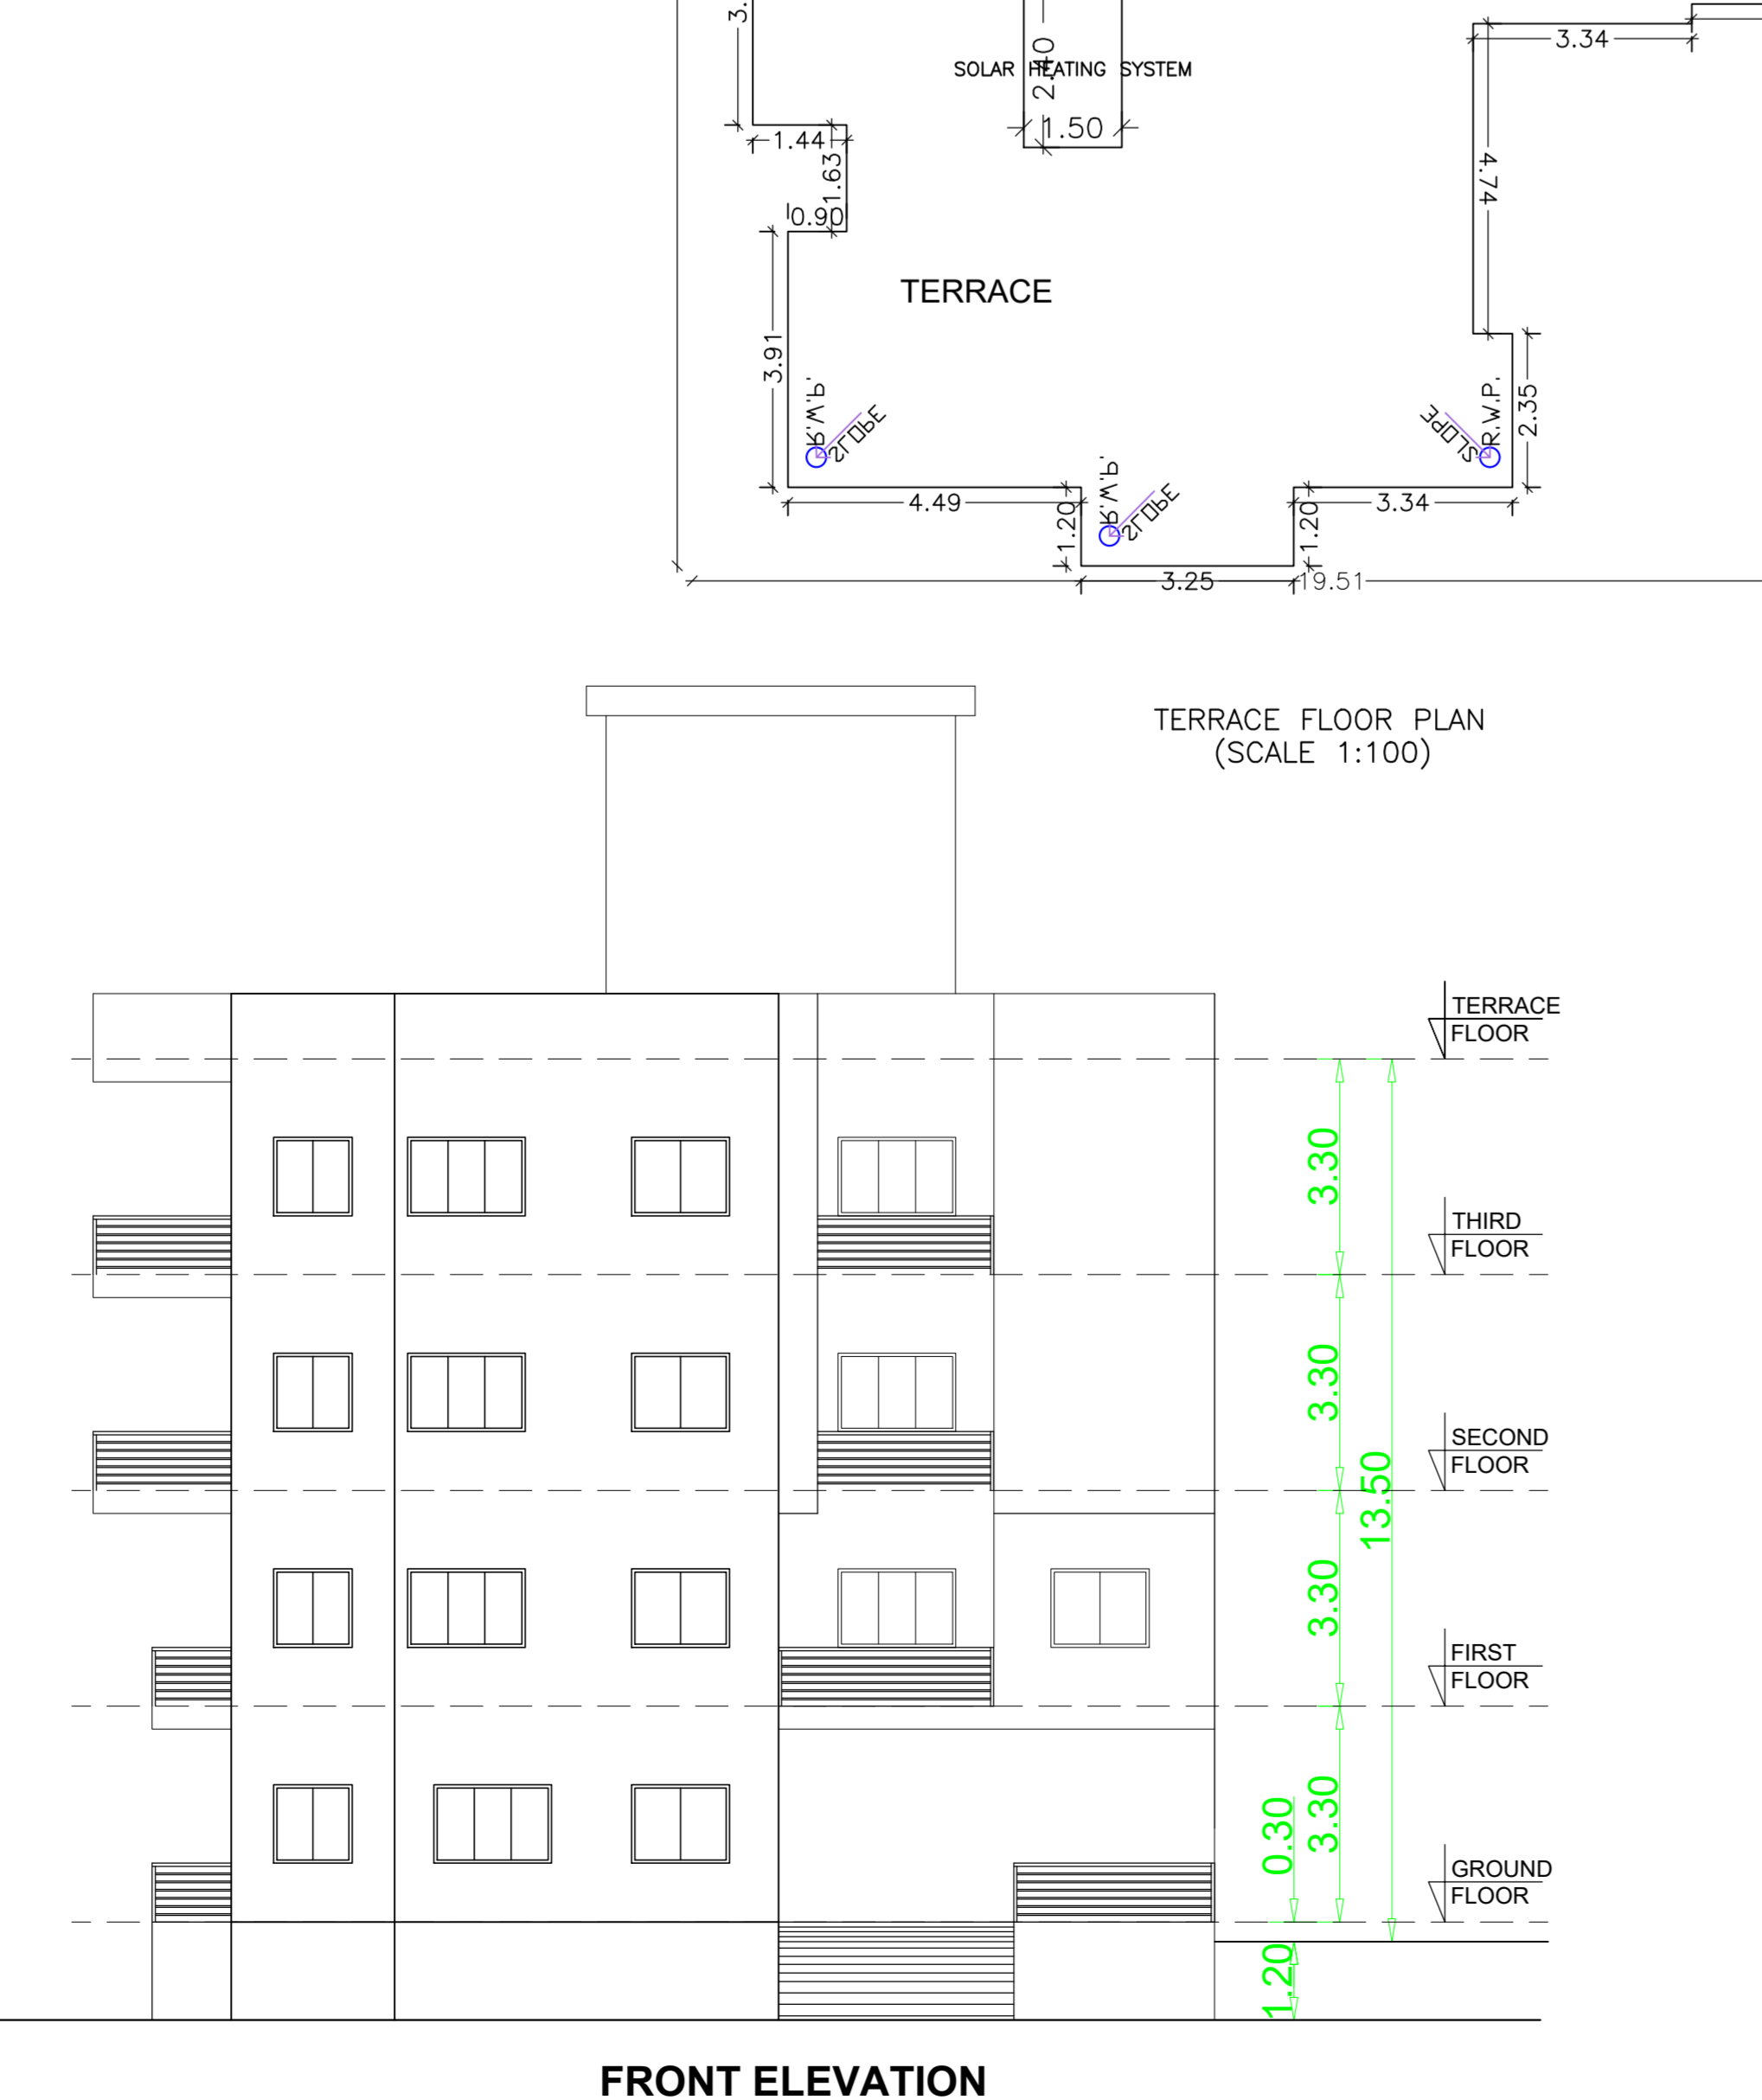 3.
2.40
3.34
SOLAR HEATING SYSTEM
1.50
1.44
1.63
4.74
0.90
TERRACE
3.91
2.35
R.W.P.
SLOPE
R.W.P.
SLOPE
R.W.P.
SLOPE
4.49
1.20
1.20
3.34
3.25
19.51
TERRACE FLOOR PLAN
(SCALE 1:100)
TERRACE
FLOOR
3.30
THIRD
FLOOR
3.30
SECOND
FLOOR
13.50
3.30
FIRST
FLOOR
0.30
3.30
GROUND
FLOOR
1.20
FRONT ELEVATION